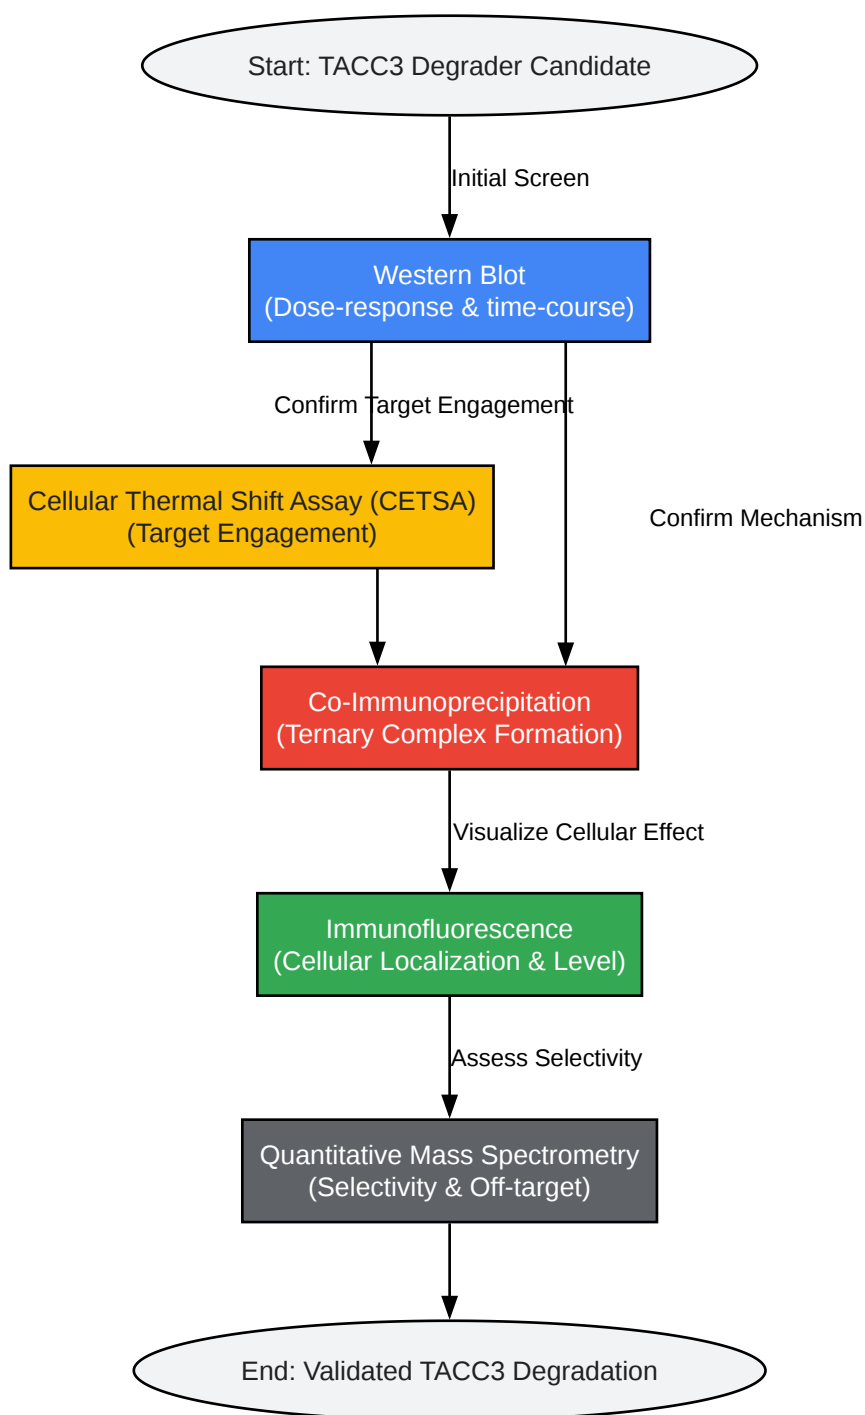 Start: TACC3 Degrader Candidate
Initial Screen
Western Blot
(Dose-response & time-course)
Confirm Target Engagement
Cellular Thermal Shift Assay (CETSA)
(Target Engagement)
Confirm Mechanism
Co-Immunoprecipitation
(Ternary Complex Formation)
Visualize Cellular Effect
Immunofluorescence
(Cellular Localization & Level)
Assess Selectivity
Quantitative Mass Spectrometry
(Selectivity & Off-target)
End: Validated TACC3 Degradation